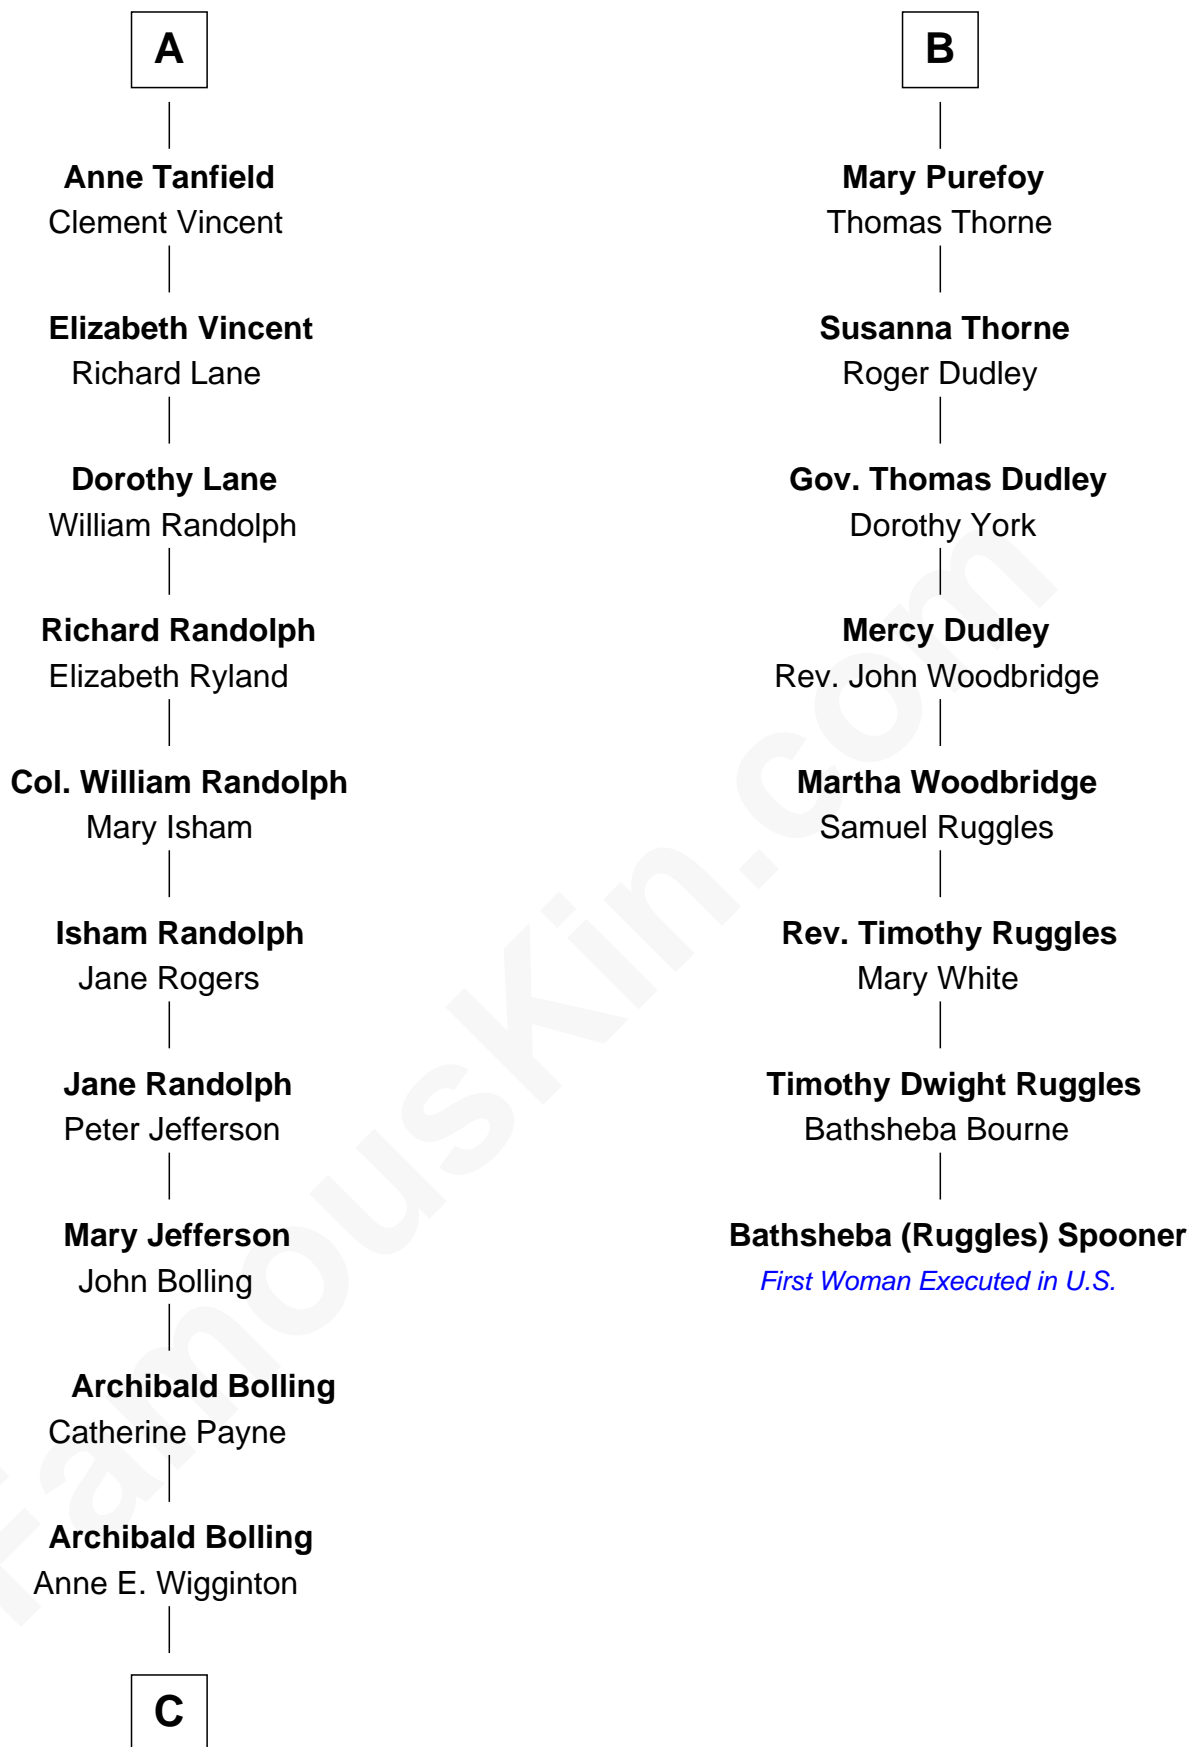 A
Anne Tanfield
Clement Vincent
Elizabeth Vincent
Richard Lane
Dorothy Lane
William Randolph
Richard Randolph
Elizabeth Ryland
Col. William Randolph
Mary Isham
Isham Randolph
Jane Rogers
Jane Randolph
Peter Jefferson
Mary Jefferson
John Bolling
Archibald Bolling
Catherine Payne
Archibald Bolling
Anne E. Wigginton
C
B
Mary Purefoy
Thomas Thorne
Susanna Thorne
Roger Dudley
Gov. Thomas Dudley
Dorothy York
Mercy Dudley
Rev. John Woodbridge
Martha Woodbridge
Samuel Ruggles
Rev. Timothy Ruggles
Mary White
Timothy Dwight Ruggles
Bathsheba Bourne
Bathsheba (Ruggles) Spooner
First Woman Executed in U.S.
FamousKin.com